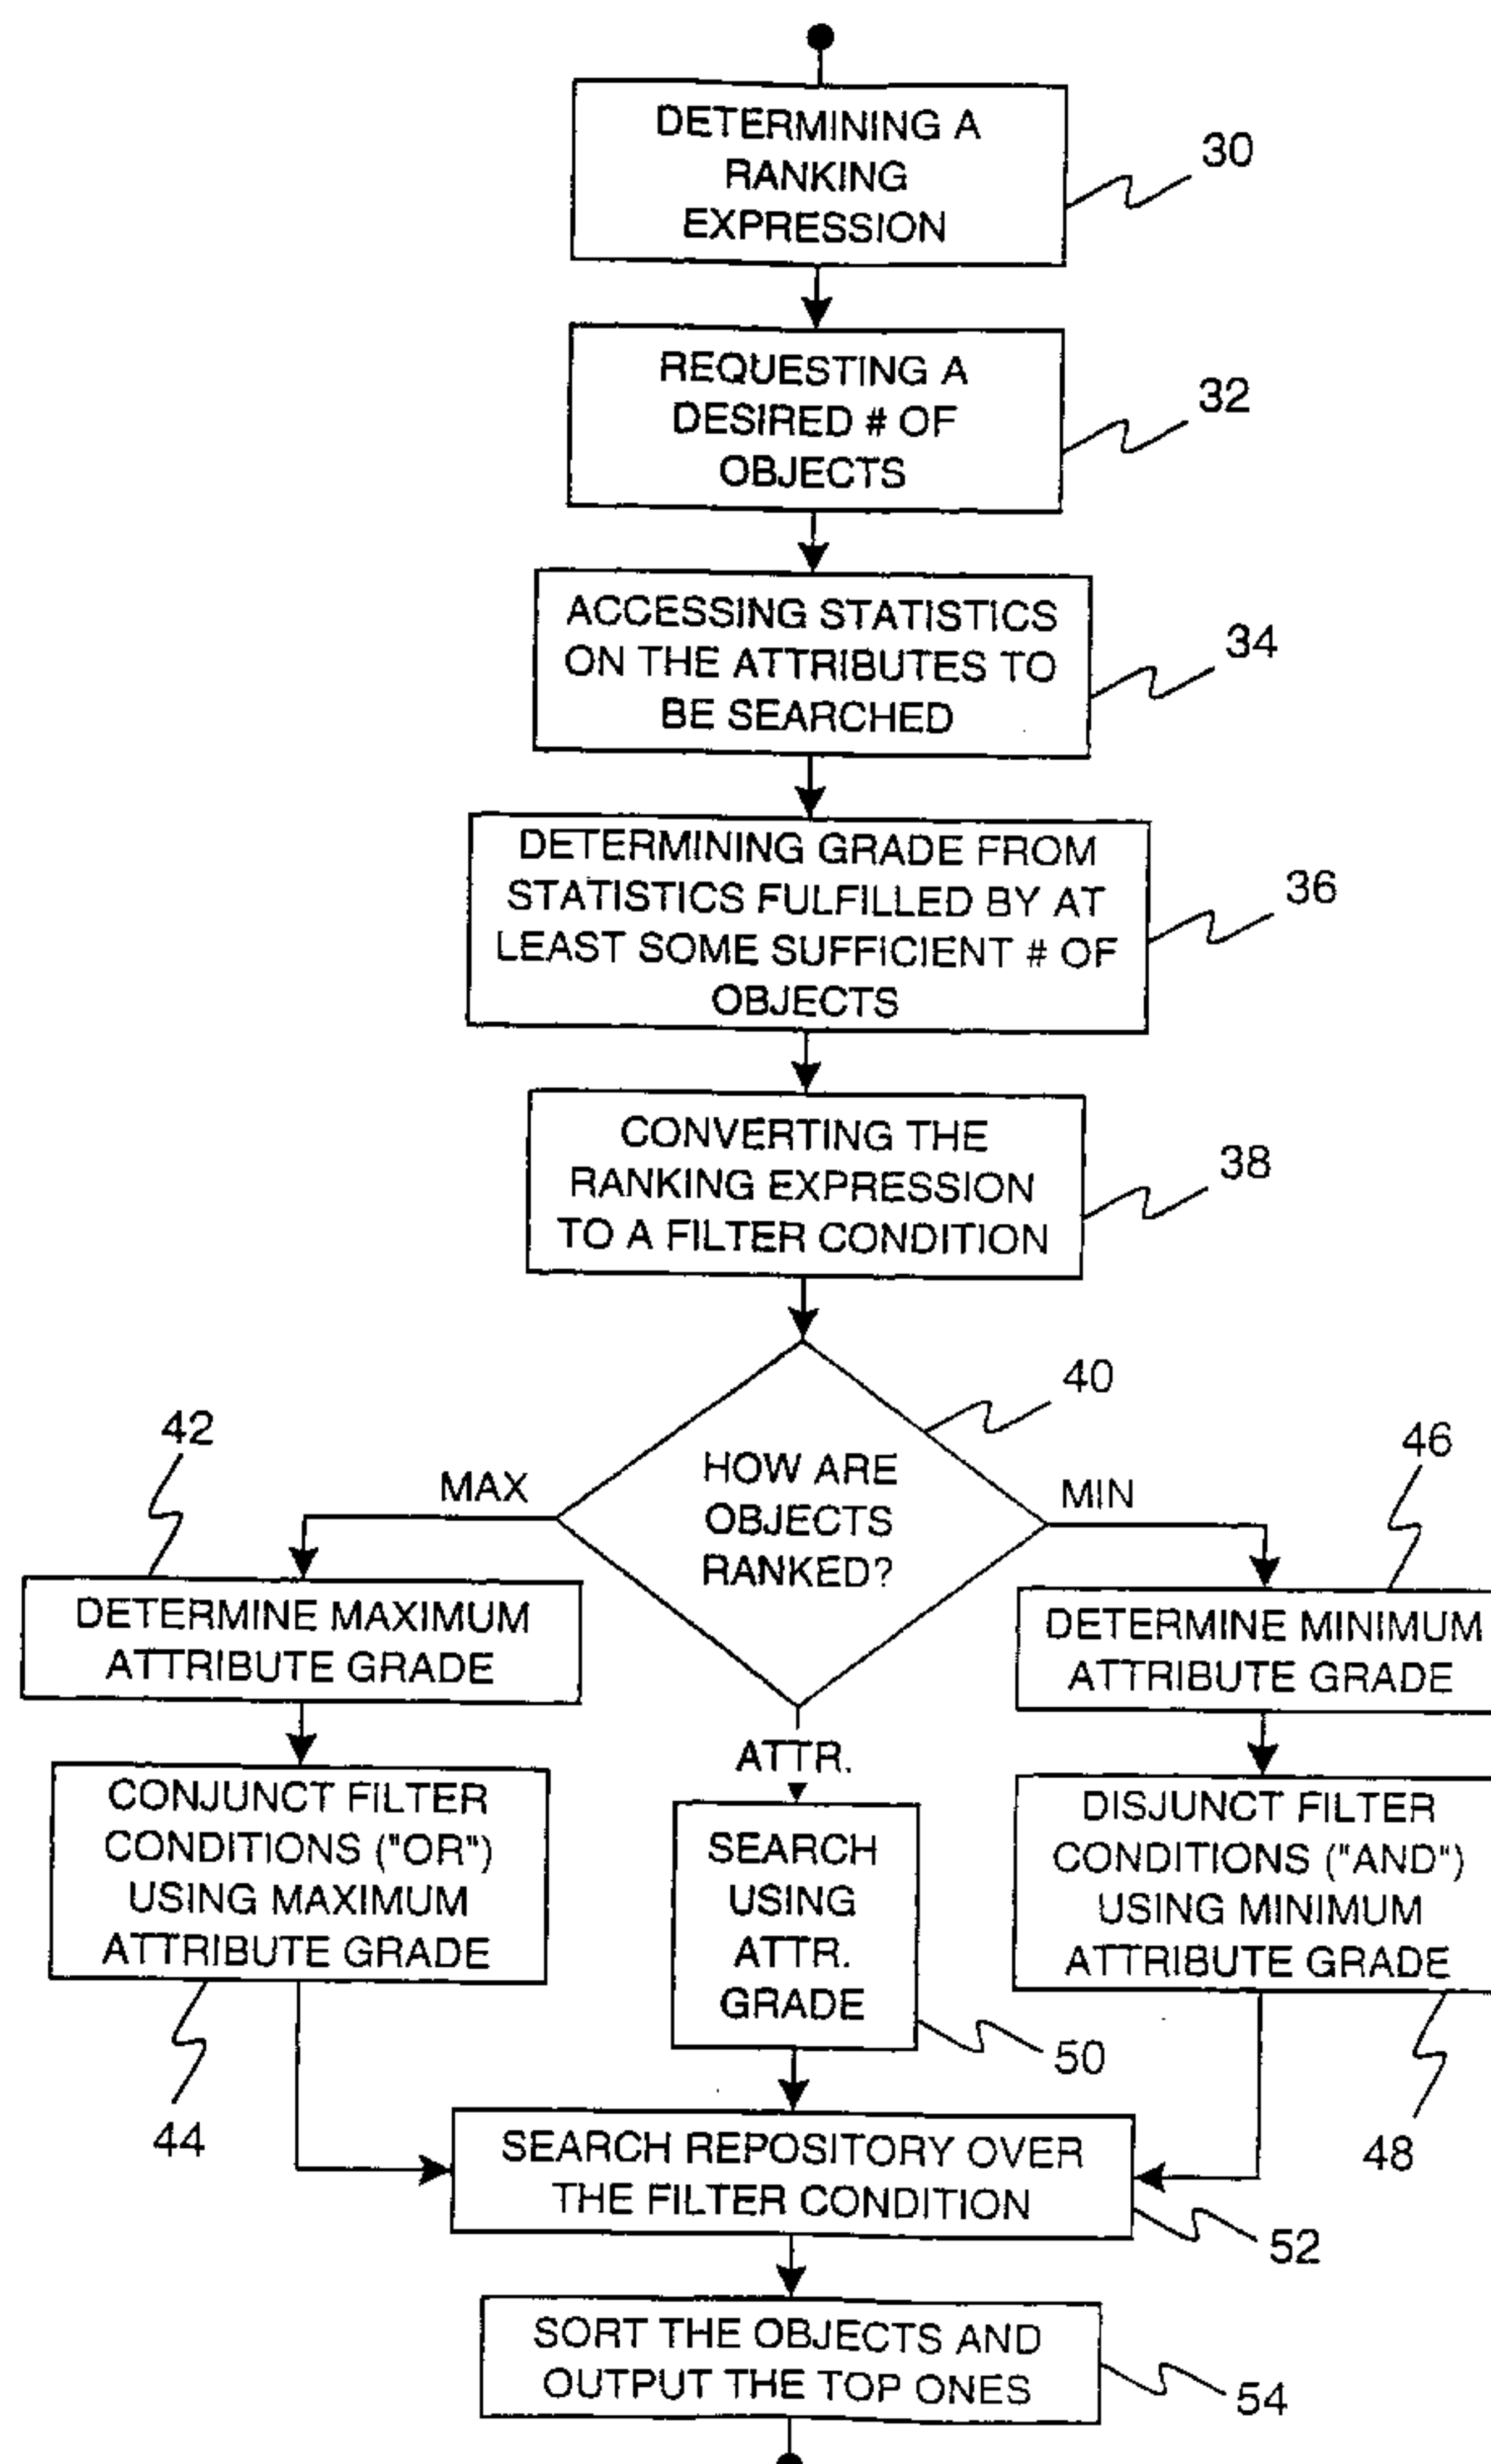 DETERMINING A
RANKING
EXPRESSION
30
REQUESTING A
DESIRED # OF
OBJECTS
32
ACCESSING STATISTICS
ON THE ATTRIBUTES TO
BE SEARCHED
34
DETERMINING GRADE FROM
STATISTICS FULFILLED BY AT
LEAST SOME SUFFICIENT # OF
OBJECTS
36
CONVERTING THE
RANKING EXPRESSION
TO A FILTER CONDITION
38
HOW ARE
OBJECTS
RANKED?
40
MAX
42
DETERMINE MAXIMUM
ATTRIBUTE GRADE
CONJUNCT FILTER
CONDITIONS ("OR")
USING MAXIMUM
ATTRIBUTE GRADE
44
ATTR.
SEARCH
USING
ATTR.
GRADE
50
MIN
46
DETERMINE MINIMUM
ATTRIBUTE GRADE
DISJUNCT FILTER
CONDITIONS ("AND")
USING MINIMUM
ATTRIBUTE GRADE
48
SEARCH REPOSITORY OVER
THE FILTER CONDITION
52
SORT THE OBJECTS AND
OUTPUT THE TOP ONES
54